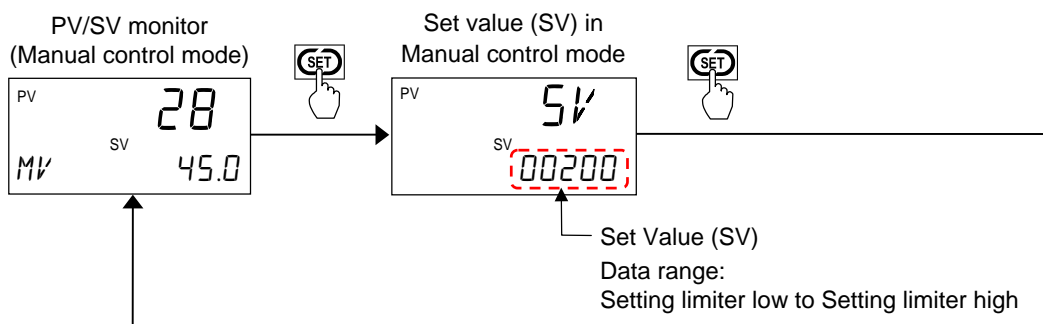 PV/SV monitor
(Manual control mode)
SET
Set value (SV) in
Manual control mode
SET
PV
28
SV
MV 45.0
PV
SV
SV
00200
Set Value (SV)
Data range:
Setting limiter low to Setting limiter high